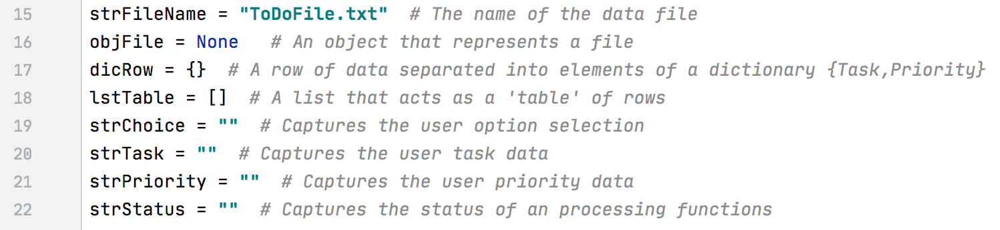 15 strFileName = "ToDoFile.txt"  # The name of the data file
16 objFile = None   # An object that represents a file
17 dicRow = {}  # A row of data separated into elements of a dictionary {Task,Priority}
18 lstTable = []  # A list that acts as a 'table' of rows
19 strChoice = ""  # Captures the user option selection
20 strTask = ""  # Captures the user task data
21 strPriority = ""  # Captures the user priority data
22 strStatus = ""  # Captures the status of an processing functions